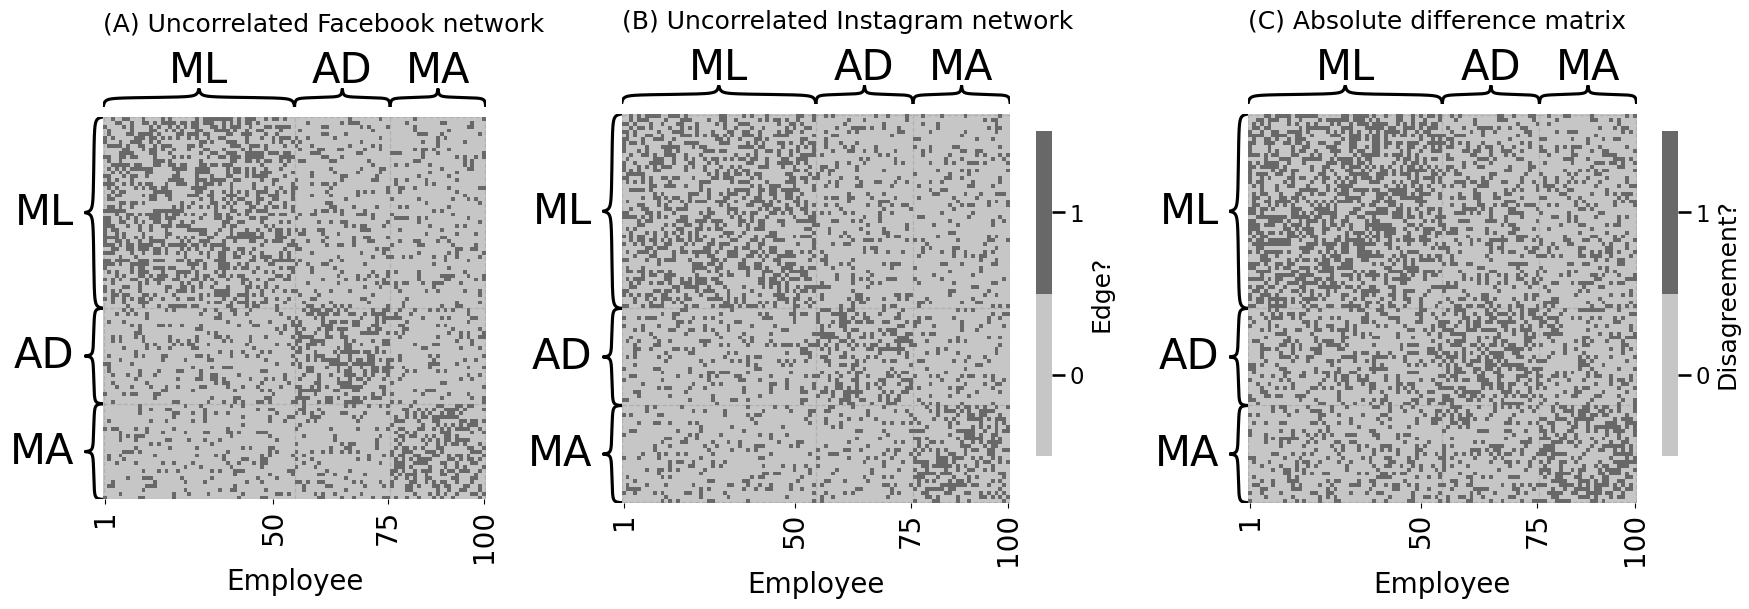 (A) Uncorrelated Facebook network
ML AD MA
ML
AD
MA
1 50 75 100
Employee
(B) Uncorrelated Instagram network
ML AD MA
ML
AD
MA
1 50 75 100
Employee
1
0
Edge?
(C) Absolute difference matrix
ML AD MA
ML
AD
MA
1 50 75 100
Employee
1
0
Disagreement?